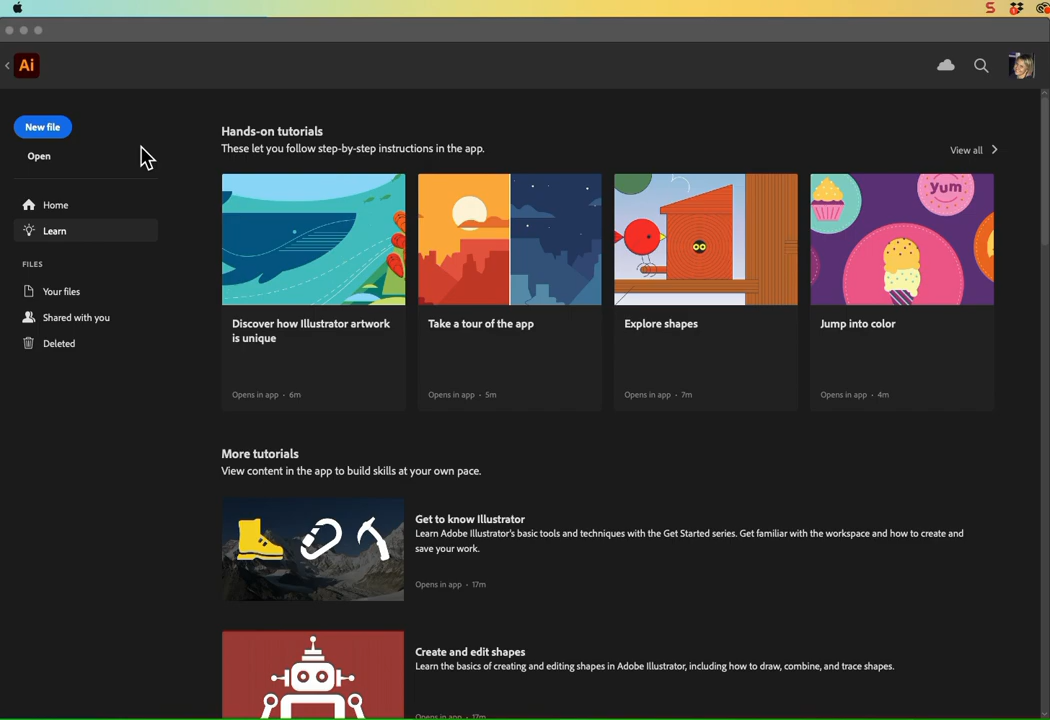 S
Ai
New file
Open
Home
Learn
FILES
Your files
Shared with you
Deleted
Hands-on tutorials
These let you follow step-by-step instructions in the app.
View all
yum
Discover how Illustrator artwork
is unique
Opens in app • 6m
Take a tour of the app
Opens in app • 5m
Explore shapes
Opens in app • 7m
Jump into color
Opens in app • 4m
More tutorials
View content in the app to build skills at your own pace.
Get to know Illustrator
Learn Adobe Illustrator's basic tools and techniques with the Get Started series. Get familiar with the workspace and how to create and
save your work.
Opens in app • 17m
Create and edit shapes
Learn the basics of creating and editing shapes in Adobe Illustrator, including how to draw, combine, and trace shapes.
Opens in app • 17m